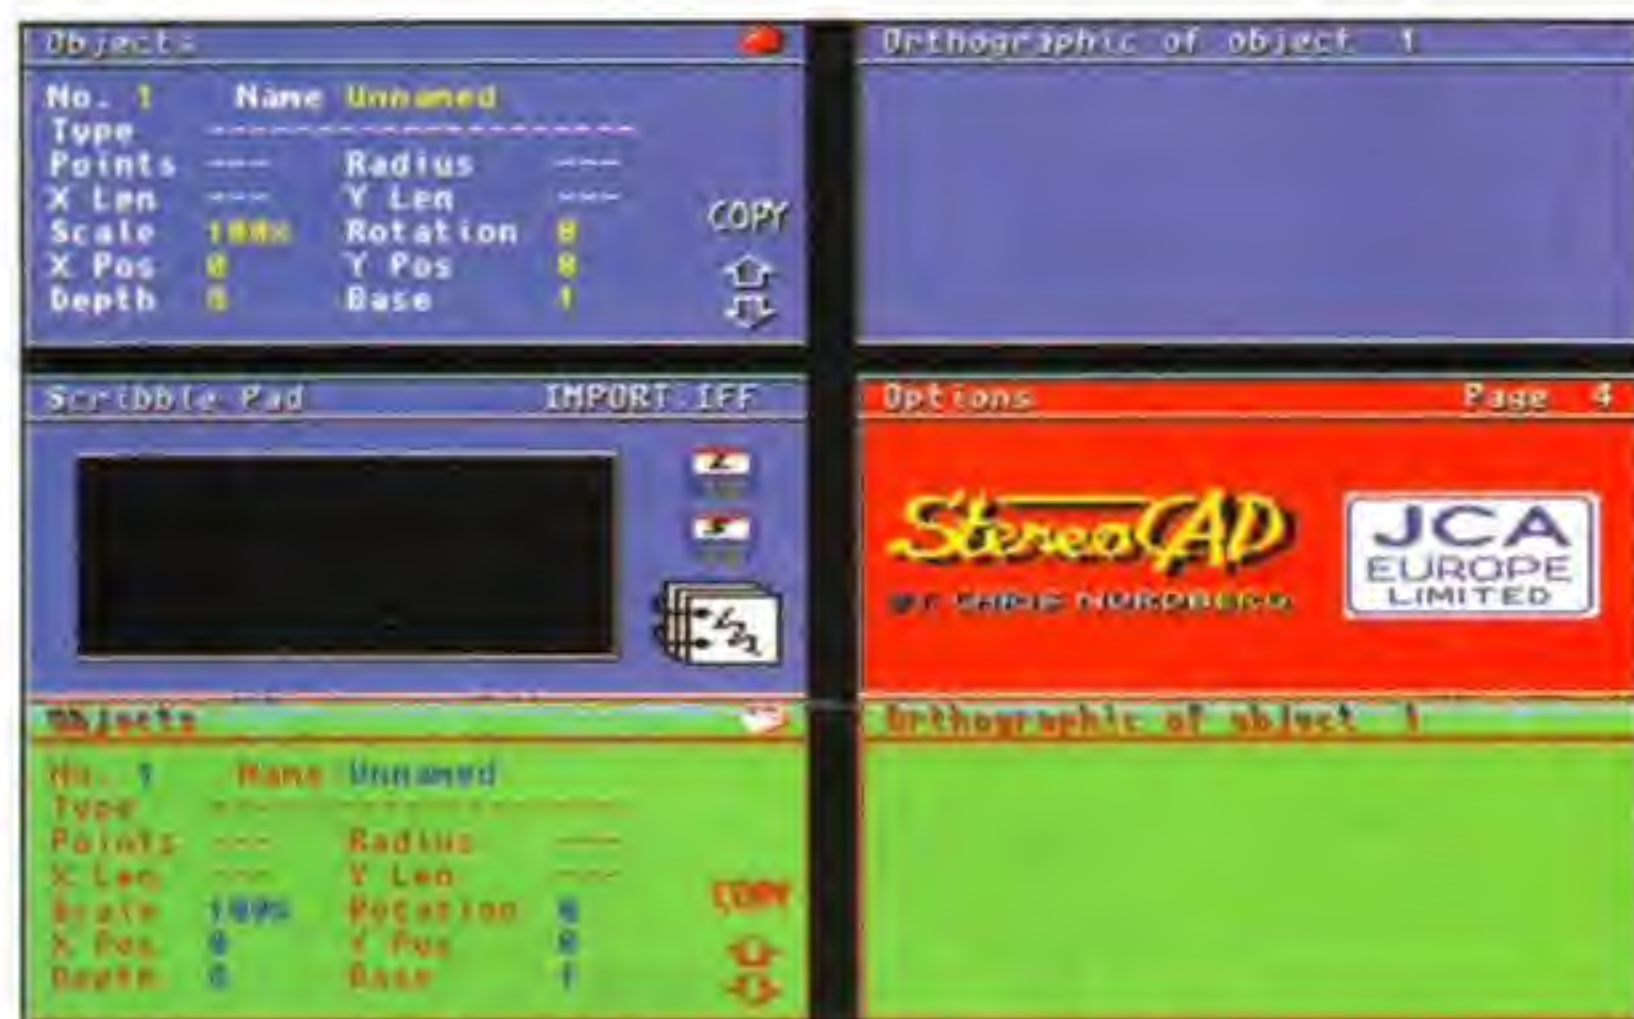 Objects
No. 1 Name Unnamed
Type --------------------
Points --- Radius ---
X Len --- Y Len ---
Scale 100% Rotation 0
X Pos 0 Y Pos 0
Depth 0 Base 1
COPY
Orthographic of object 1
Scribble Pad IMPORT.IFF
Options Page 4
StereoCAD
BY CHRIS NURDBERG
JCA
EUROPE
LIMITED
Objects
No. 1 Name Unnamed
Type --------------------
Points --- Radius ---
X Len --- Y Len ---
Scale 100% Rotation 0
X Pos 0 Y Pos 0
Depth 0 Base 1
COPY
Orthographic of object 1